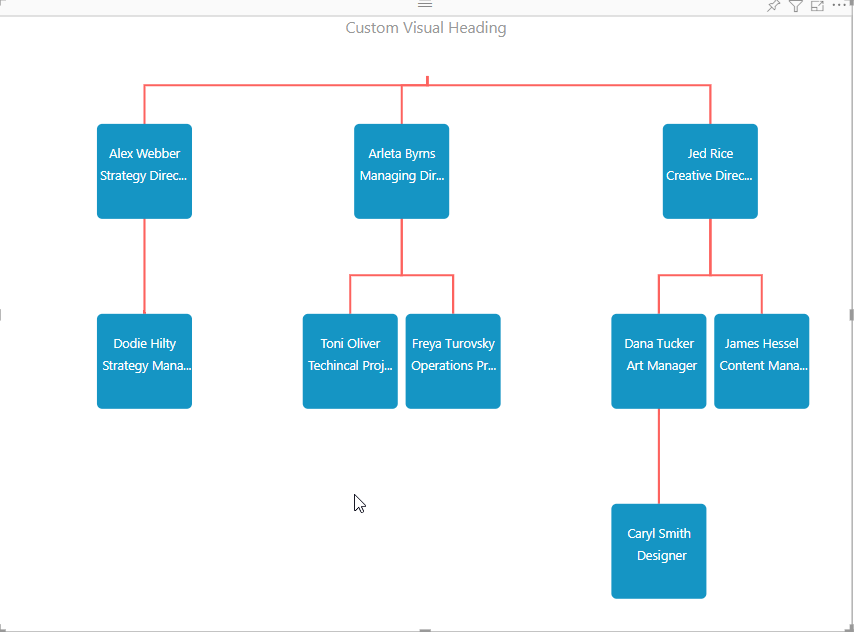 Custom Visual Heading
Alex Webber
Strategy Direc...
Arleta Byrns
Managing Dir...
Jed Rice
Creative Direc...
Dodie Hilty
Strategy Mana...
Toni Oliver
Techincal Proj...
Freya Turovsky
Operations Pr...
Dana Tucker
Art Manager
James Hessel
Content Mana...
Caryl Smith
Designer